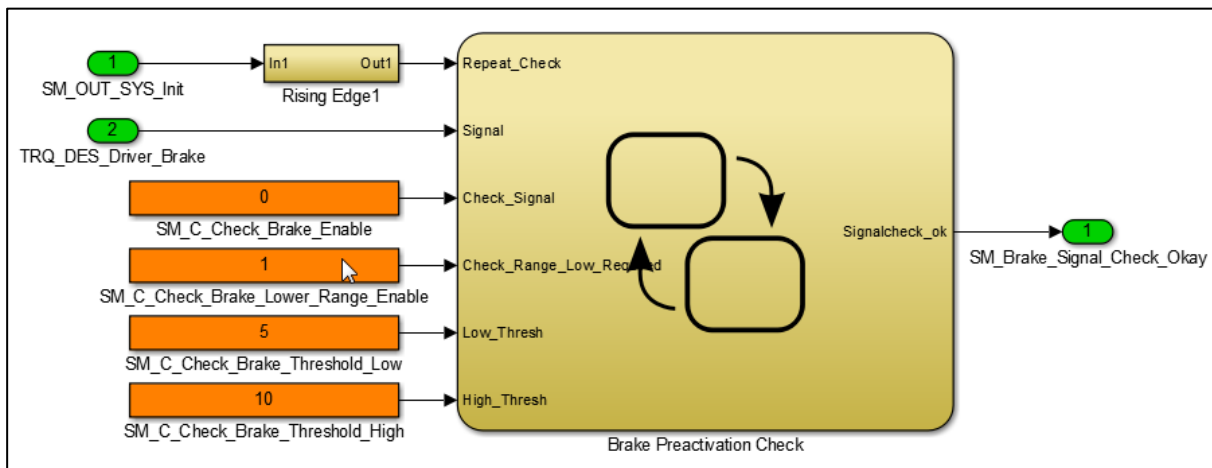 1
SM_OUT_SYS_Init
In1 Out1
Rising Edge1
Repeat_Check
2
TRQ_DES_Driver_Brake
Signal
0
SM_C_Check_Brake_Enable
Check_Signal
1
SM_C_Check_Brake_Lower_Range_Enable
Check_Range_Low_Required
5
SM_C_Check_Brake_Threshold_Low
Low_Thresh
10
SM_C_Check_Brake_Threshold_High
High_Thresh
Signalcheck_ok
1
SM_Brake_Signal_Check_Okay
Brake Preactivation Check